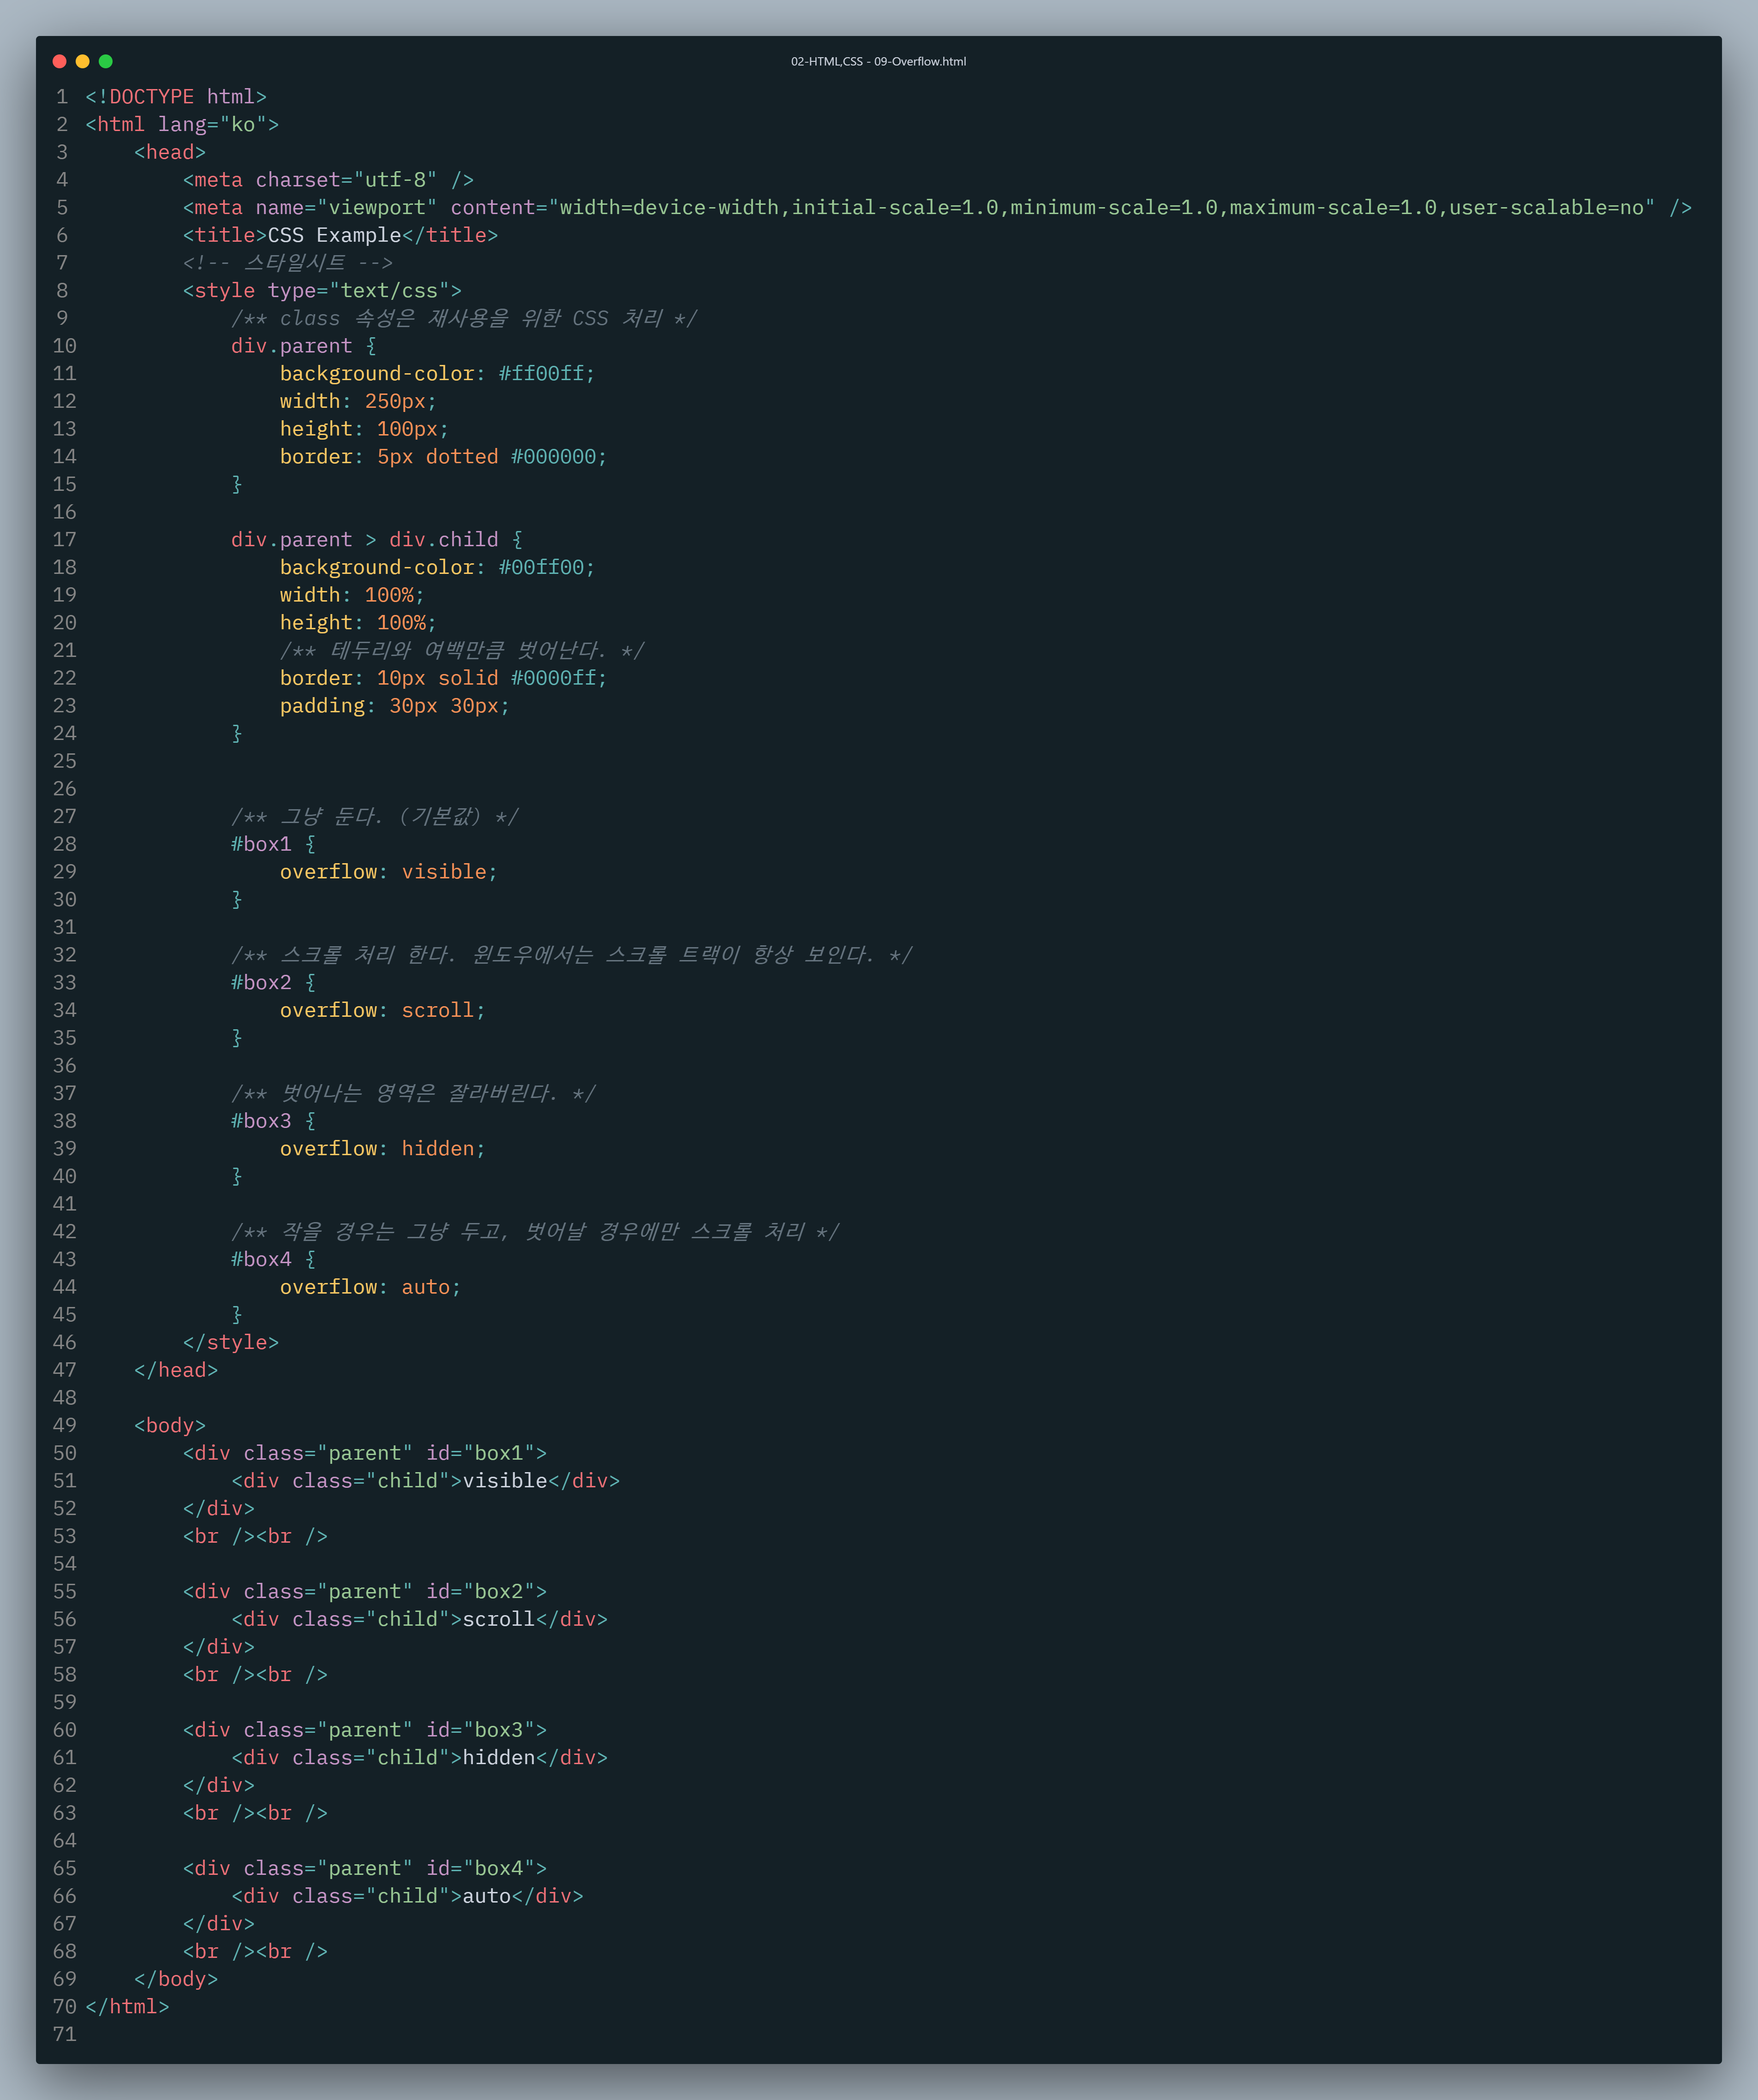 02-HTML,CSS - 09-Overflow.html
1 <!DOCTYPE html>
2 <html lang="ko">
3     <head>
4         <meta charset="utf-8" />
5         <meta name="viewport" content="width=device-width,initial-scale=1.0,minimum-scale=1.0,maximum-scale=1.0,user-scalable=no" />
6         <title>CSS Example</title>
7         <!-- 스타일시트 -->
8         <style type="text/css">
9             /** class 속성은 재사용을 위한 CSS 처리 */
10             div.parent {
11                 background-color: #ff00ff;
12                 width: 250px;
13                 height: 100px;
14                 border: 5px dotted #000000;
15             }
16
17             div.parent > div.child {
18                 background-color: #00ff00;
19                 width: 100%;
20                 height: 100%;
21                 /** 테두리와 여백만큼 벗어난다. */
22                 border: 10px solid #0000ff;
23                 padding: 30px 30px;
24             }
25
26
27             /** 그냥 둔다. (기본값) */
28             #box1 {
29                 overflow: visible;
30             }
31
32             /** 스크롤 처리 한다. 윈도우에서는 스크롤 트랙이 항상 보인다. */
33             #box2 {
34                 overflow: scroll;
35             }
36
37             /** 벗어나는 영역은 잘라버린다. */
38             #box3 {
39                 overflow: hidden;
40             }
41
42             /** 작을 경우는 그냥 두고, 벗어날 경우에만 스크롤 처리 */
43             #box4 {
44                 overflow: auto;
45             }
46         </style>
47     </head>
48
49     <body>
50         <div class="parent" id="box1">
51             <div class="child">visible</div>
52         </div>
53         <br /><br />
54
55         <div class="parent" id="box2">
56             <div class="child">scroll</div>
57         </div>
58         <br /><br />
59
60         <div class="parent" id="box3">
61             <div class="child">hidden</div>
62         </div>
63         <br /><br />
64
65         <div class="parent" id="box4">
66             <div class="child">auto</div>
67         </div>
68         <br /><br />
69     </body>
70 </html>
71